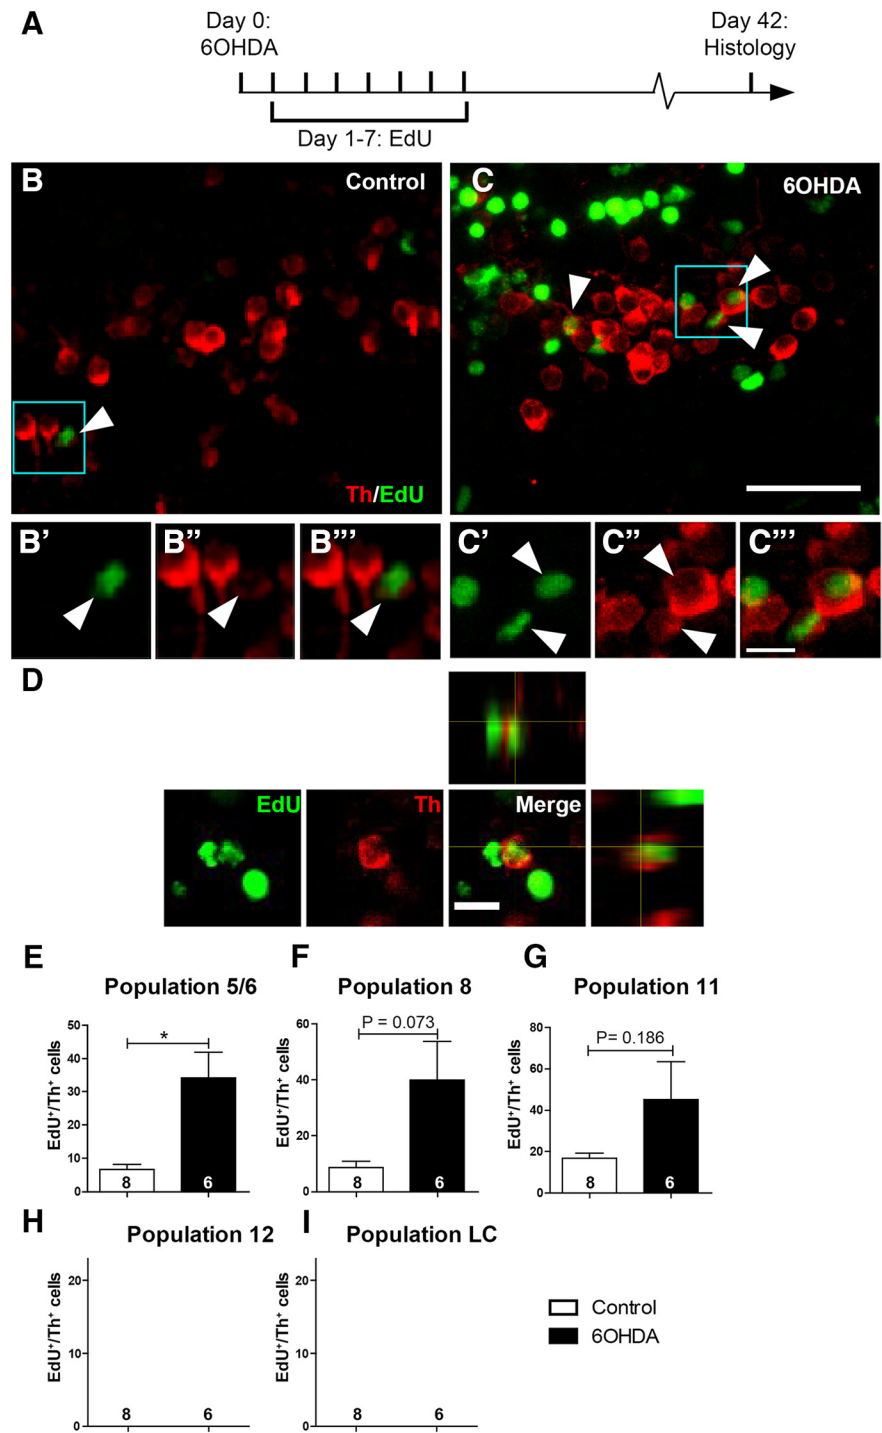 A
Day 0:
6OHDA
Day 42:
Histology
Day 1-7: EdU
B
Control
Th/EdU
C
6OHDA
B’
B’’
B’’’
C’
C’’
C’’’
D
EdU
Th
Merge
E
Population 5/6
EdU⁺/Th⁺ cells
50
40
30
20
10
0
*
8
6
F
Population 8
EdU⁺/Th⁺ cells
60
40
20
0
P = 0.073
8
6
G
Population 11
EdU⁺/Th⁺ cells
80
60
40
20
0
P= 0.186
8
6
H
Population 12
EdU⁺/Th⁺ cells
20
10
0
8
6
I
Population LC
EdU⁺/Th⁺ cells
20
10
0
8
6
Control
6OHDA